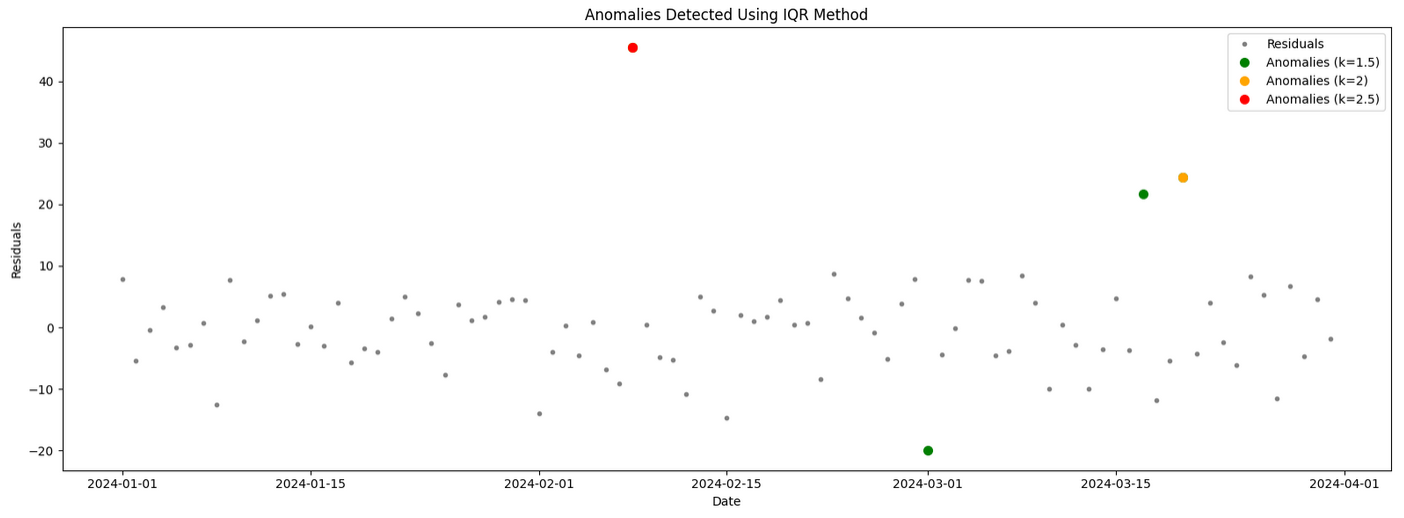 Anomalies Detected Using IQR Method
Residuals
Anomalies (k=1.5)
Anomalies (k=2)
Anomalies (k=2.5)
40
30
20
10
0
−10
−20
Residuals
2024-01-01 2024-01-15 2024-02-01 2024-02-15 2024-03-01 2024-03-15 2024-04-01
Date